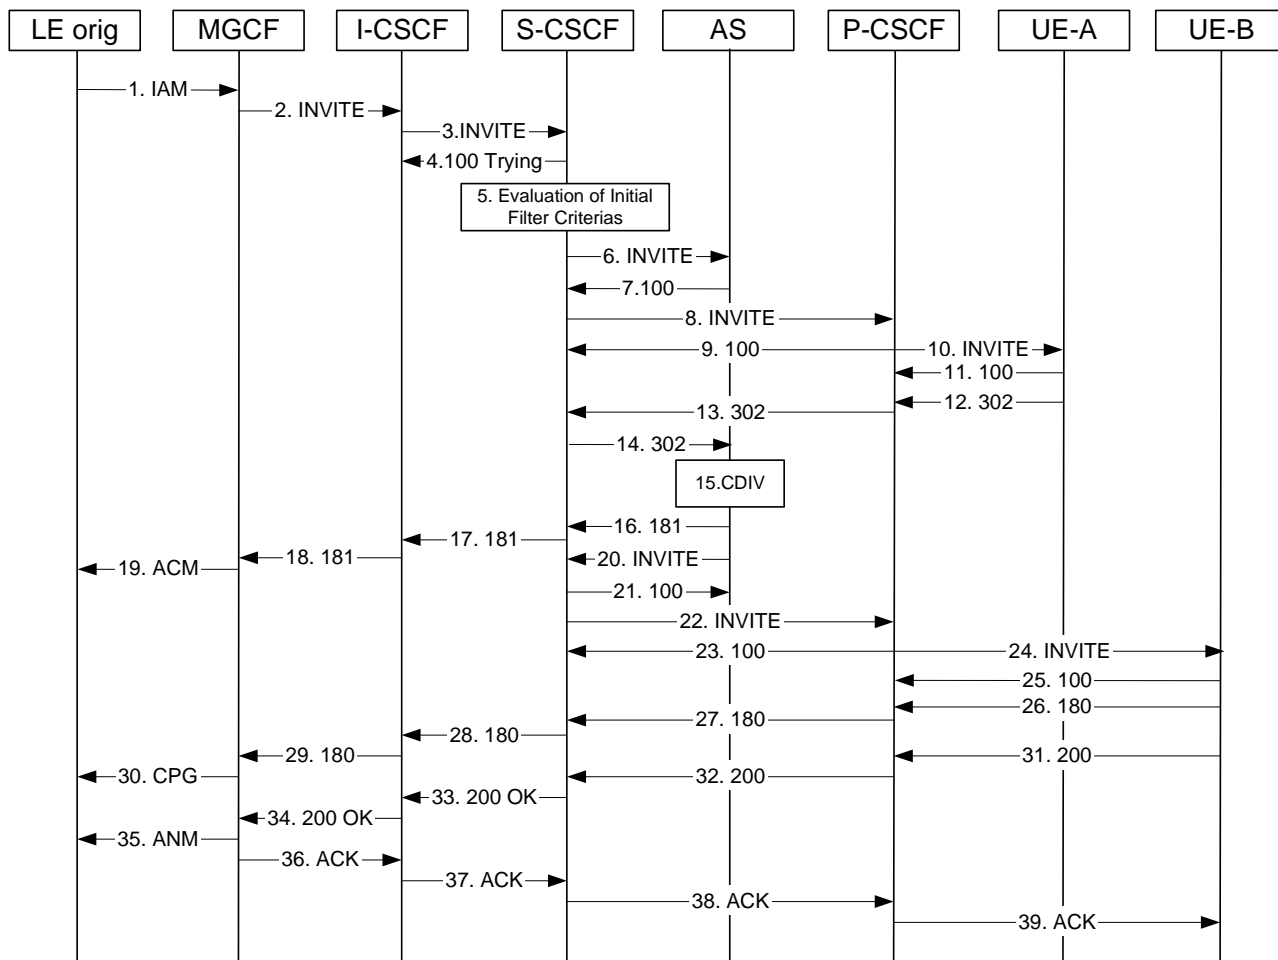 LE orig
MGCF
I-CSCF
S-CSCF
AS
P-CSCF
UE-A
UE-B
1. IAM
2. INVITE
3.INVITE
4.100 Trying
5. Evaluation of Initial
Filter Criterias
6. INVITE
7.100
8. INVITE
9. 100
10. INVITE
11. 100
12. 302
13. 302
14. 302
15.CDIV
16. 181
17. 181
18. 181
19. ACM
20. INVITE
21. 100
22. INVITE
23. 100
24. INVITE
25. 100
26. 180
27. 180
28. 180
29. 180
30. CPG
31. 200
32. 200
33. 200 OK
34. 200 OK
35. ANM
36. ACK
37. ACK
38. ACK
39. ACK